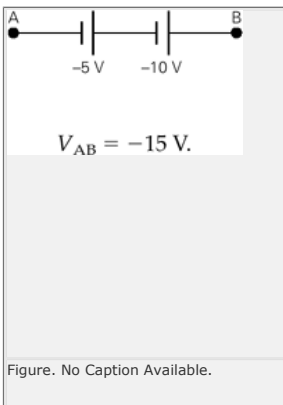 A B
−5 V −10 V
V_AB = −15 V.
Figure. No Caption Available.